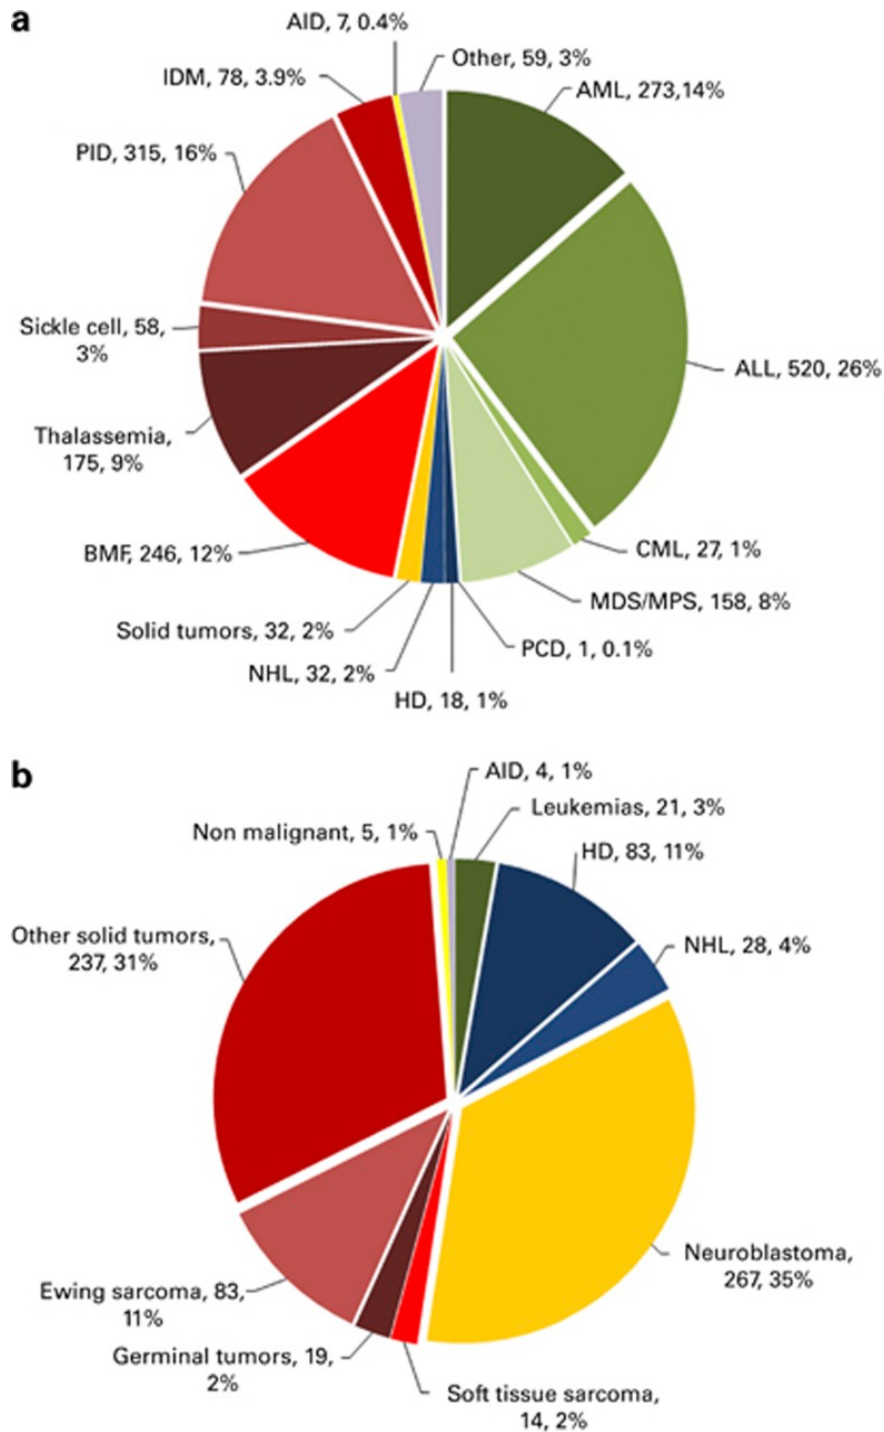 a
AID, 7, 0.4%
Other, 59, 3%
IDM, 78, 3.9%
AML, 273,14%
PID, 315, 16%
Sickle cell, 58,
3%
ALL, 520, 26%
Thalassemia,
175, 9%
BMF, 246, 12%
CML, 27, 1%
MDS/MPS, 158, 8%
Solid tumors, 32, 2%
PCD, 1, 0.1%
NHL, 32, 2%
HD, 18, 1%
b
AID, 4, 1%
Leukemias, 21, 3%
Non malignant, 5, 1%
HD, 83, 11%
Other solid tumors,
237, 31%
NHL, 28, 4%
Neuroblastoma,
267, 35%
Ewing sarcoma, 83,
11%
Germinal tumors, 19,
2%
Soft tissue sarcoma,
14, 2%